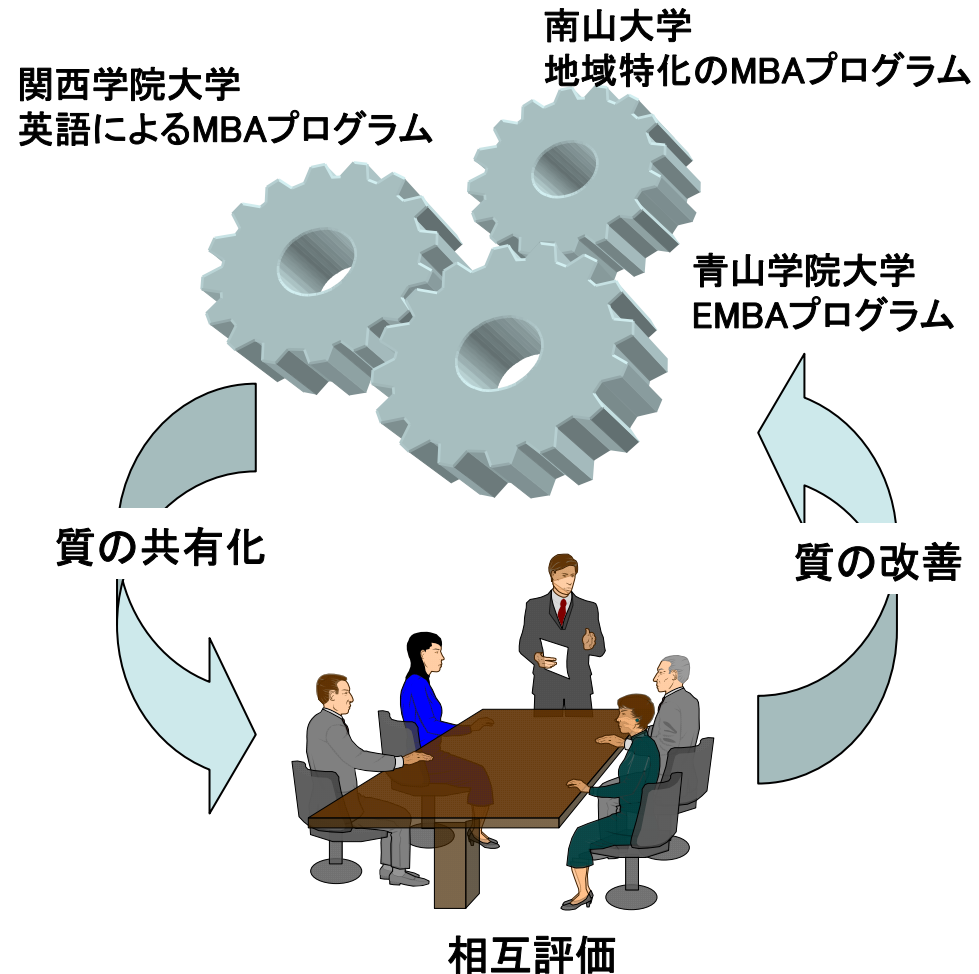 南山大学
地域特化のMBAプログラム
関西学院大学
英語によるMBAプログラム
青山学院大学
EMBAプログラム
質の共有化
質の改善
相互評価